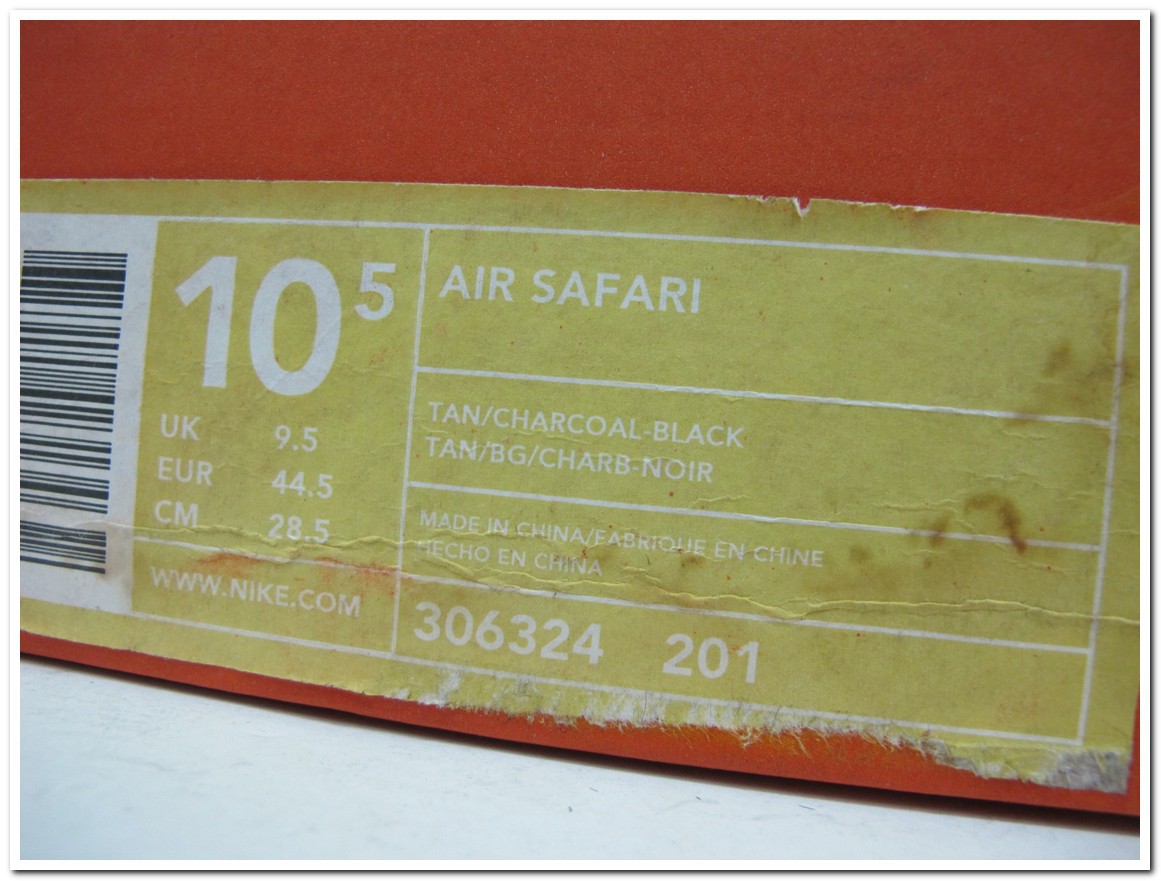 10 5
UK 9.5
EUR 44.5
CM 28.5
WWW.NIKE.COM
AIR SAFARI
TAN/CHARCOAL-BLACK
TAN/BG/CHARB-NOIR
MADE IN CHINA/FABRIQUE EN CHINE
HECHO EN CHINA
306324 201